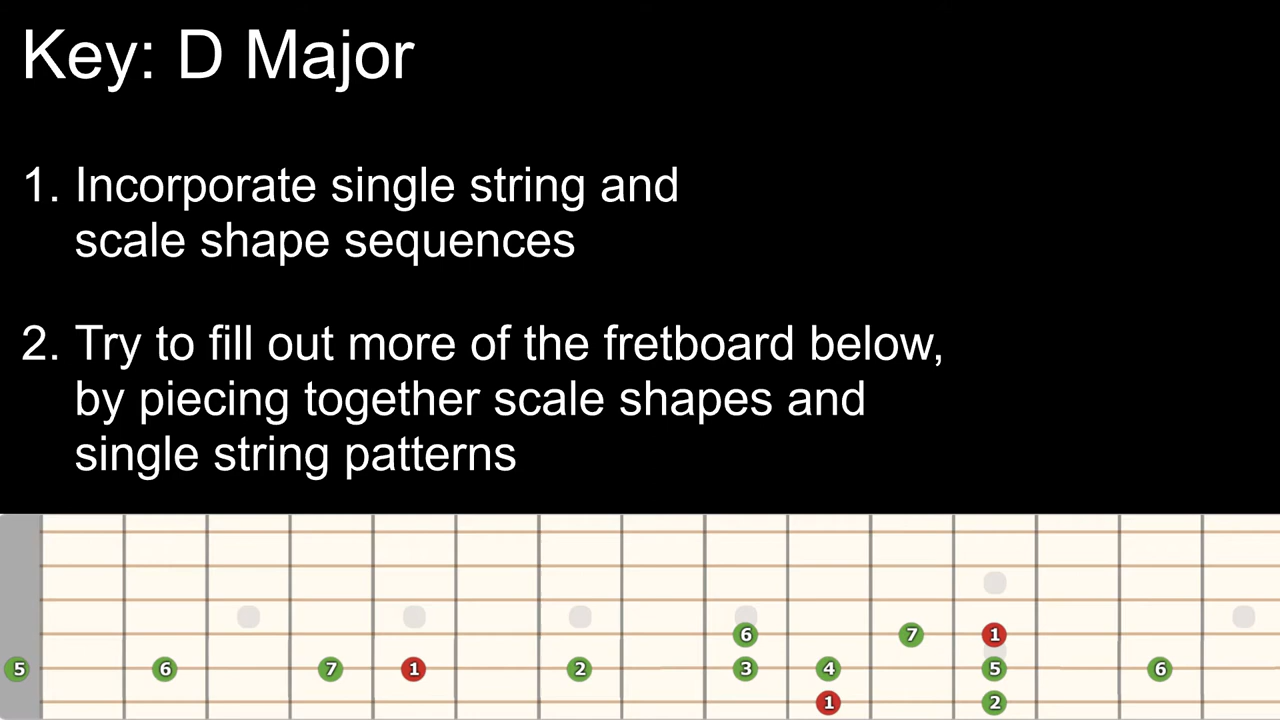 Key: D Major
1. Incorporate single string and
scale shape sequences
2. Try to fill out more of the fretboard below,
by piecing together scale shapes and
single string patterns
6 7 1
5 6 7 1 2 3 4 5 6
1 2